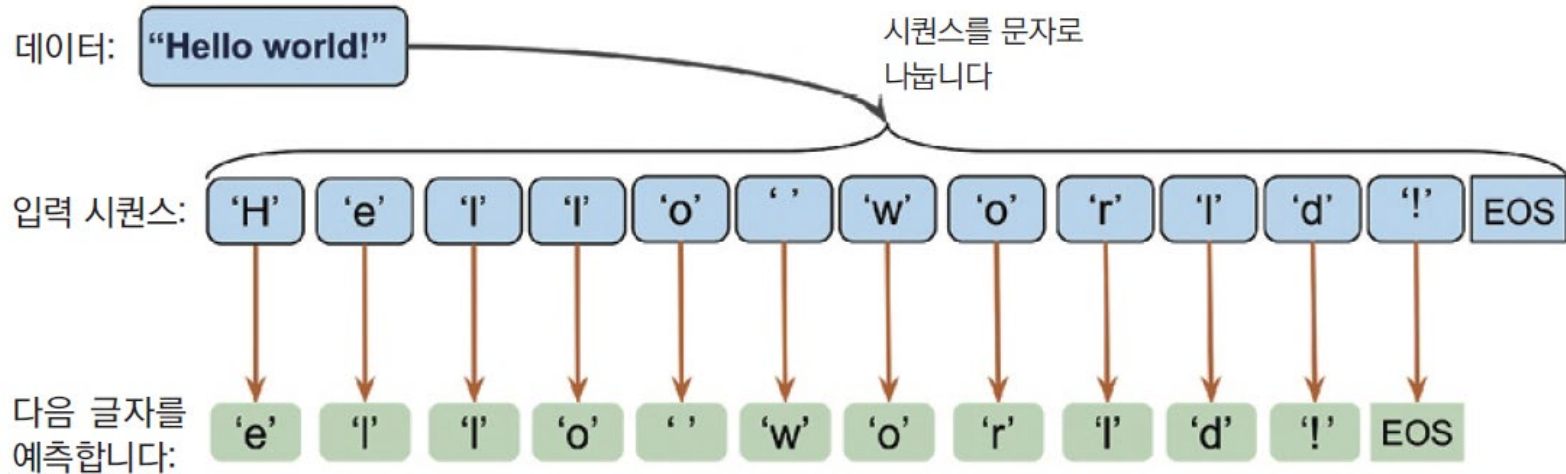 데이터: “Hello world!”
시퀀스를 문자로
나눕니다
입력 시퀀스: ‘H’ ‘e’ ‘l’ ‘l’ ‘o’ ‘ ’ ‘w’ ‘o’ ‘r’ ‘l’ ‘d’ ‘!’ EOS
다음 글자를
예측합니다: ‘e’ ‘l’ ‘l’ ‘o’ ‘ ’ ‘w’ ‘o’ ‘r’ ‘l’ ‘d’ ‘!’ EOS